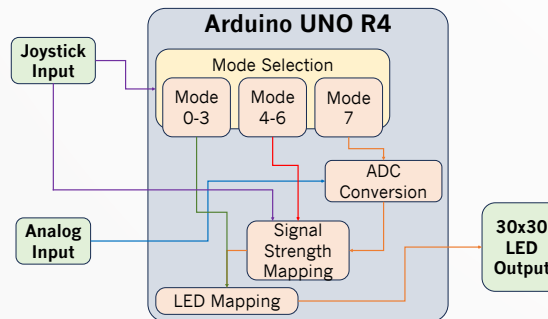 Arduino UNO R4
Joystick
Input
Mode Selection
Mode
0-3
Mode
4-6
Mode
7
ADC
Conversion
Analog
Input
Signal
Strength
Mapping
30x30
LED
Output
LED Mapping